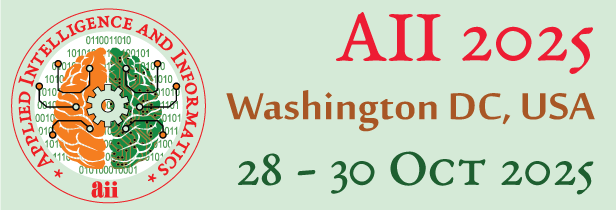 AII 2025
Washington DC, USA
28 - 30 Oct 2025
* Applied Intelligence and Informatics *
aii